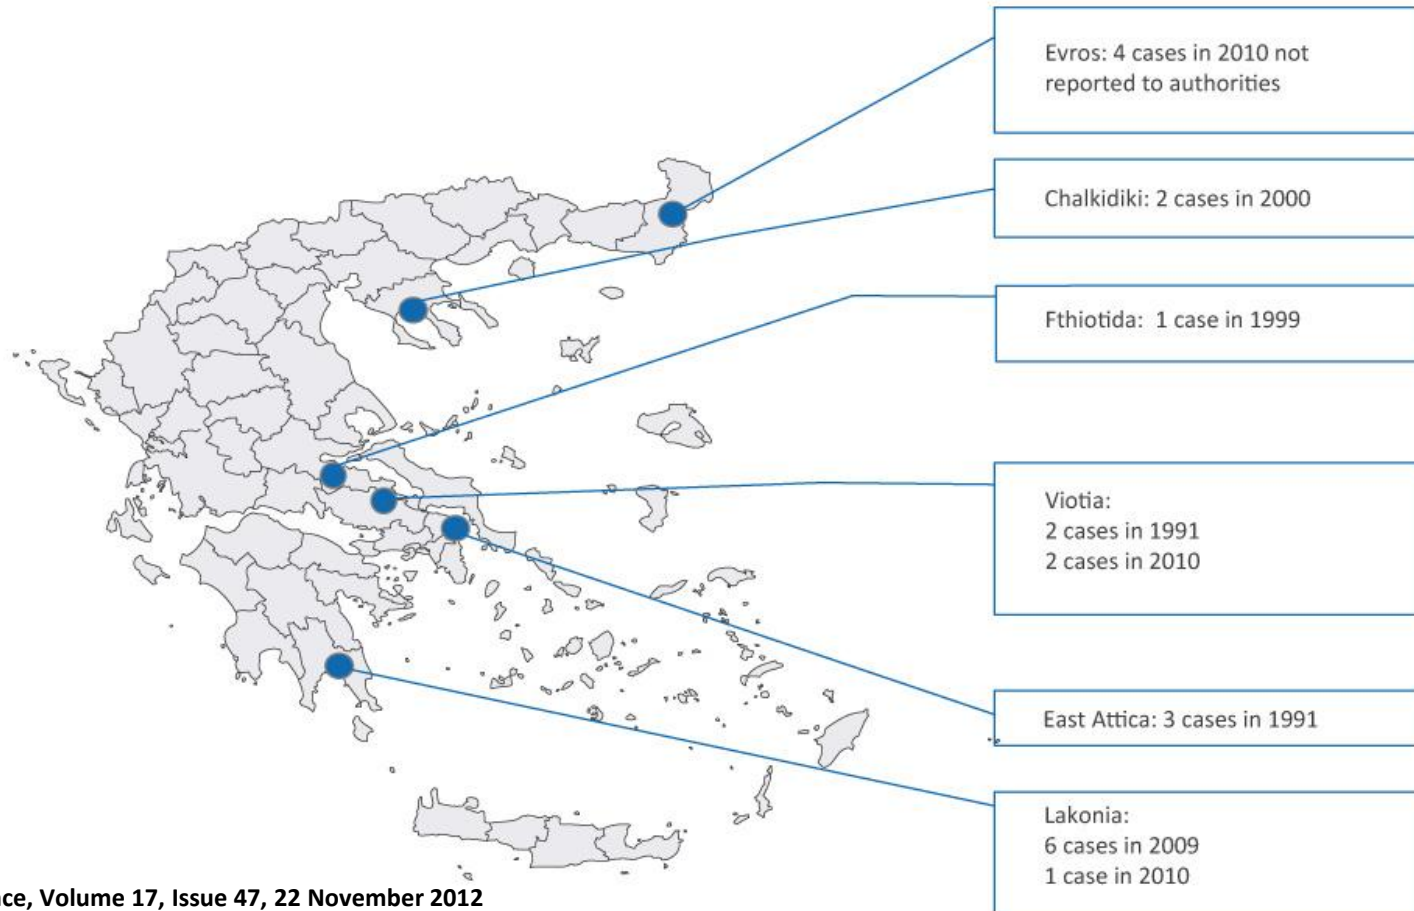 Evros: 4 cases in 2010 not
reported to authorities
Chalkidiki: 2 cases in 2000
Fthiotida: 1 case in 1999
Viotia:
2 cases in 1991
2 cases in 2010
East Attica: 3 cases in 1991
Lakonia:
6 cases in 2009
1 case in 2010
, Volume 17, Issue 47, 22 November 2012